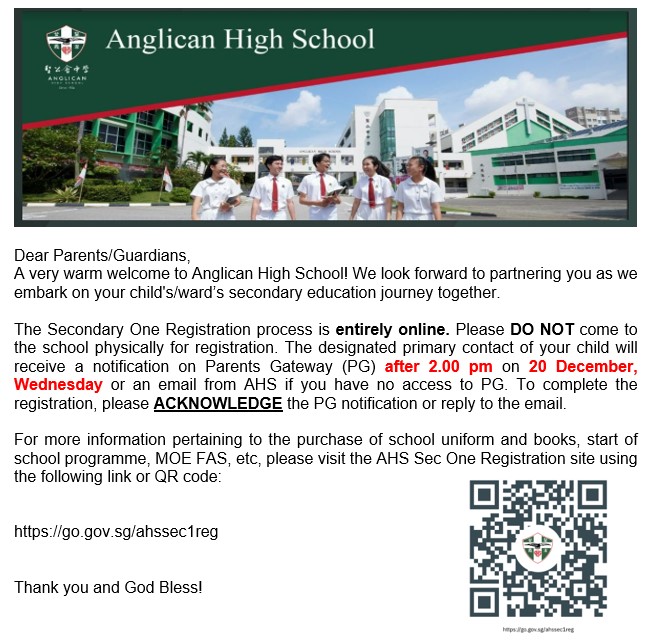 Anglican High School
聖公會中學
ANGLICAN
HIGH SCHOOL
ANGLICAN HIGH SCHOOL
Dear Parents/Guardians,
A very warm welcome to Anglican High School! We look forward to partnering you as we
embark on your child's/ward’s secondary education journey together.
The Secondary One Registration process is entirely online. Please DO NOT come to
the school physically for registration. The designated primary contact of your child will
receive a notification on Parents Gateway (PG) after 2.00 pm on 20 December,
Wednesday or an email from AHS if you have no access to PG. To complete the
registration, please ACKNOWLEDGE the PG notification or reply to the email.
For more information pertaining to the purchase of school uniform and books, start of
school programme, MOE FAS, etc, please visit the AHS Sec One Registration site using
the following link or QR code:
https://go.gov.sg/ahssec1reg
Thank you and God Bless!
https://go.gov.sg/ahssec1reg